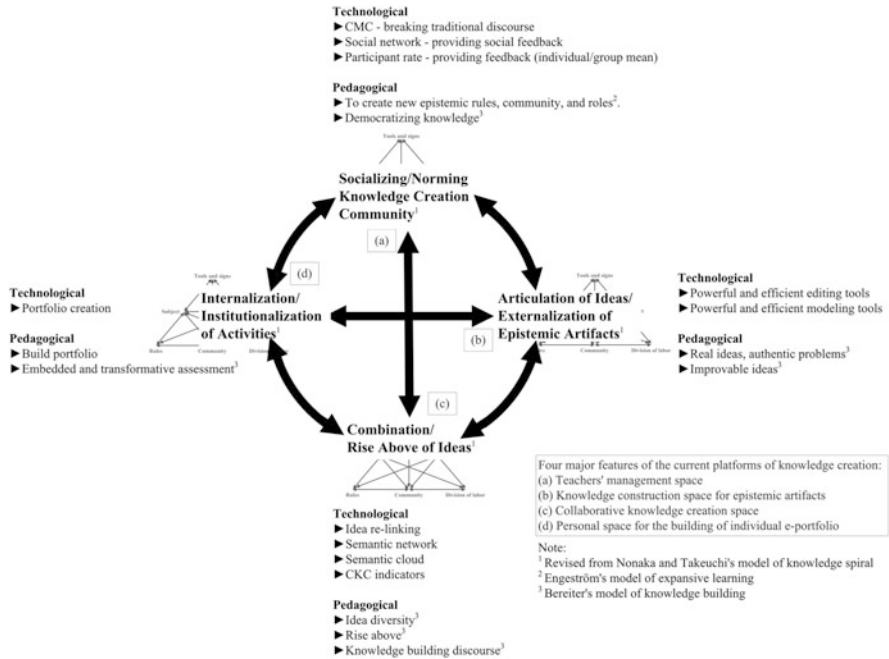 Technological
►CMC - breaking traditional discourse
►Social network - providing social feedback
►Participant rate - providing feedback (individual/group mean)
Pedagogical
►To create new epistemic rules, community, and roles².
►Democratizing knowledge³
Tools and signs
Socializing/Norming
Knowledge Creation
Community¹
(a)
(d)
Tools and signs
Technological
►Portfolio creation
Pedagogical
►Build portfolio
►Embedded and transformative assessment³
Subject
Internalization/
Institutionalization
of Activities¹
Rules Community Division of labor
Tools and signs
Articulation of Ideas/
Externalization of
Epistemic Artifacts¹
(b)
Community Division of labor
Technological
►Powerful and efficient editing tools
►Powerful and efficient modeling tools
Pedagogical
►Real ideas, authentic problems³
►Improvable ideas³
(c)
Combination/
Rise Above of Ideas¹
Rules Community Division of labor
Technological
►Idea re-linking
►Semantic network
►Semantic cloud
►CKC indicators
Pedagogical
►Idea diversity³
►Rise above³
►Knowledge building discourse³
Four major features of the current platforms of knowledge creation:
(a) Teachers' management space
(b) Knowledge construction space for epistemic artifacts
(c) Collaborative knowledge creation space
(d) Personal space for the building of individual e-portfolio
Note:
¹ Revised from Nonaka and Takeuchi's model of knowledge spiral
² Engeström's model of expansive learning
³ Bereiter's model of knowledge building